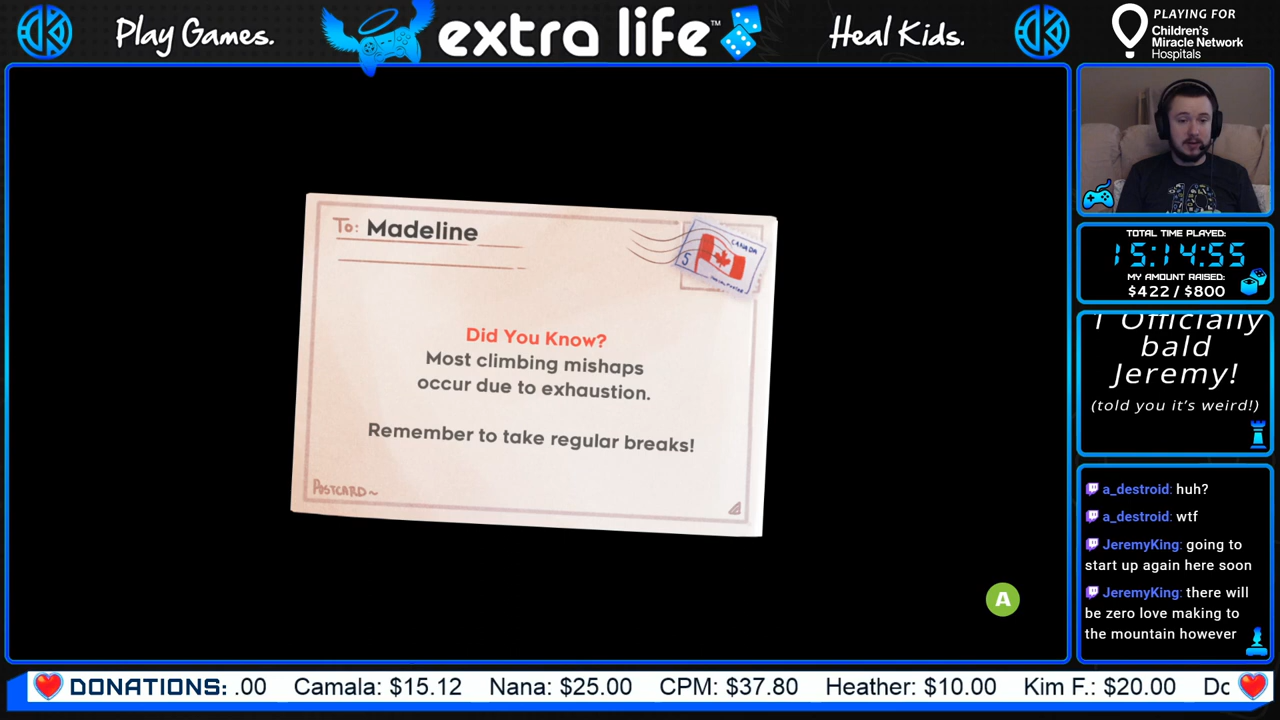 Play Games.
extra life™
Heal Kids.
PLAYING FOR
Children's
Miracle Network
Hospitals
To: Madeline
CANADA
5
Did You Know?
Most climbing mishaps
occur due to exhaustion.
Remember to take regular breaks!
POSTCARD~
A
TOTAL TIME PLAYED:
15:14:55
MY AMOUNT RAISED:
$422 / $800
Officially
bald
Jeremy!
(told you it's weird!)
a_destroid: huh?
a_destroid: wtf
JeremyKing: going to
start up again here soon
JeremyKing: there will
be zero love making to
the mountain however
DONATIONS: .00 Camala: $15.12 Nana: $25.00 CPM: $37.80 Heather: $10.00 Kim F.: $20.00 Do